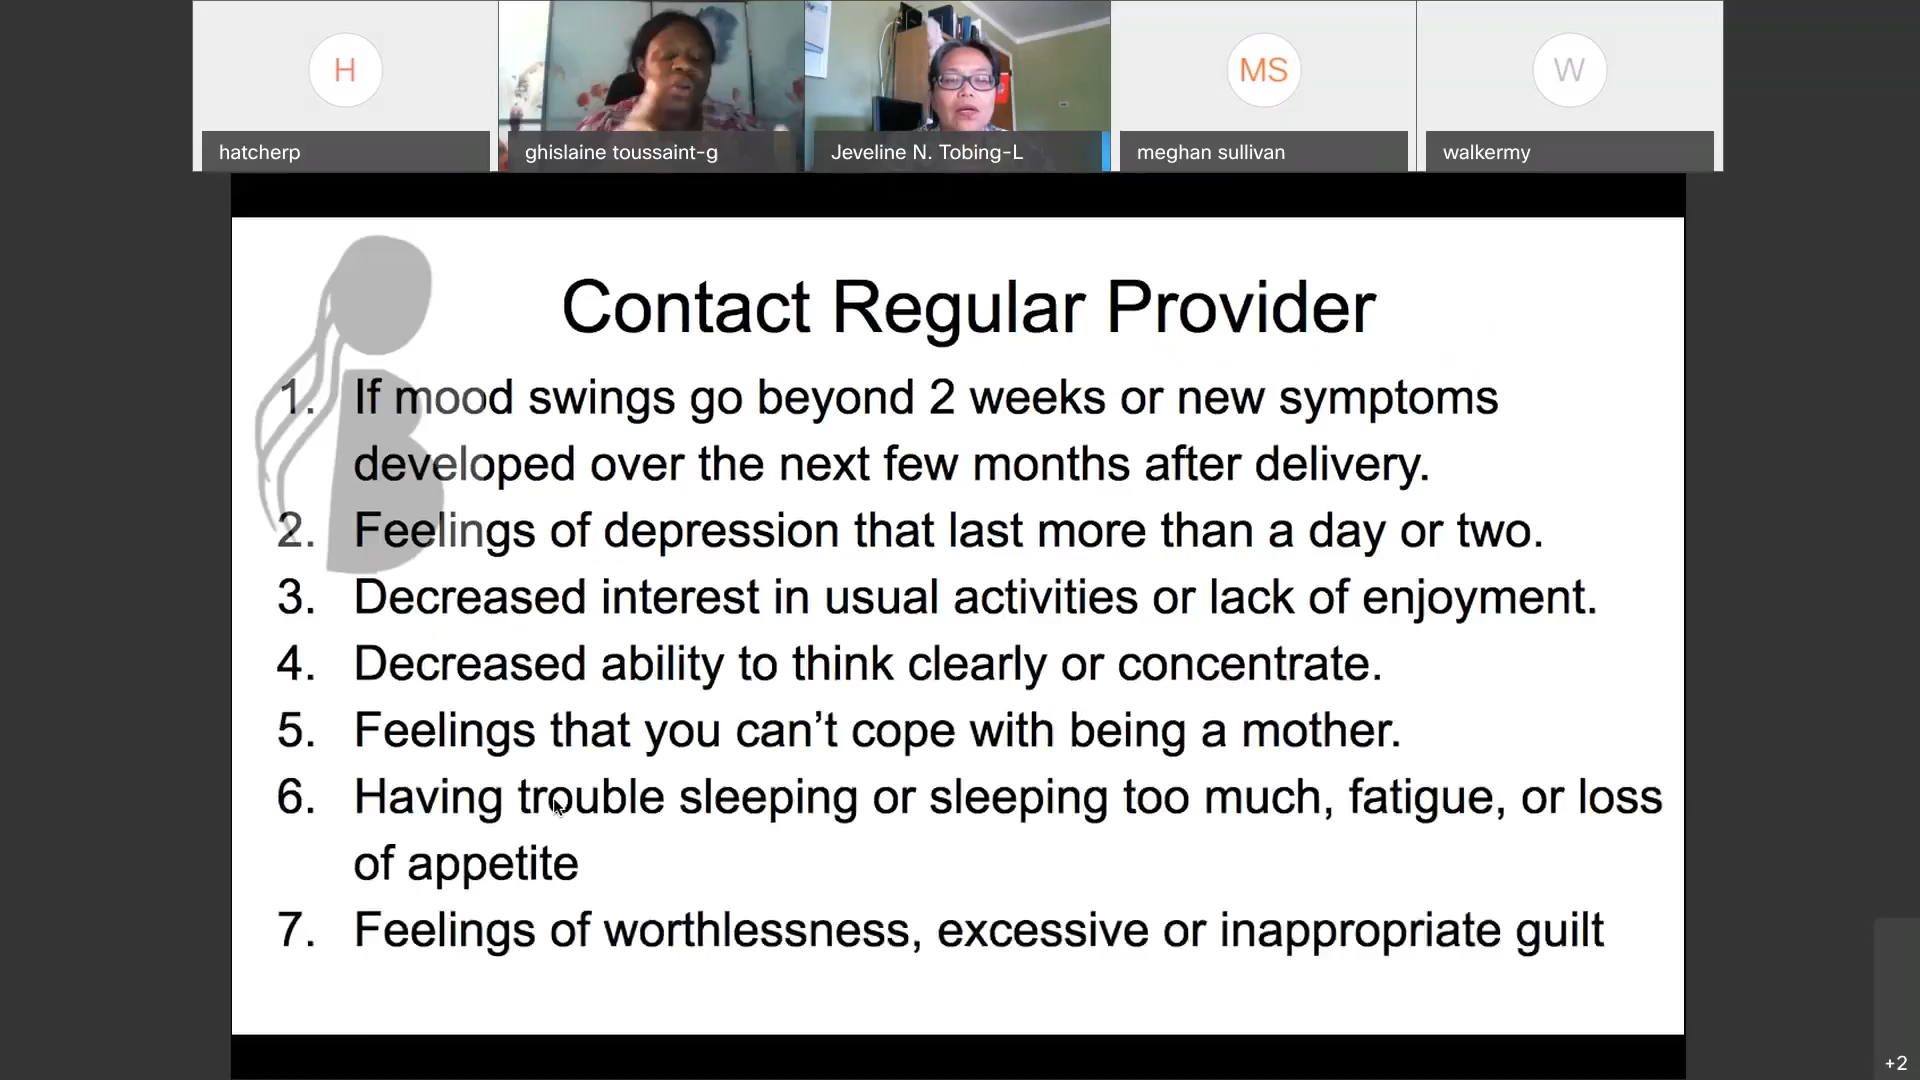 H
MS
W
hatcherp
ghislaine toussaint-g
Jeveline N. Tobing-L
meghan sullivan
walkermy
Contact Regular Provider
1. If mood swings go beyond 2 weeks or new symptoms
developed over the next few months after delivery.
2. Feelings of depression that last more than a day or two.
3. Decreased interest in usual activities or lack of enjoyment.
4. Decreased ability to think clearly or concentrate.
5. Feelings that you can’t cope with being a mother.
6. Having trouble sleeping or sleeping too much, fatigue, or loss
of appetite
7. Feelings of worthlessness, excessive or inappropriate guilt
+2